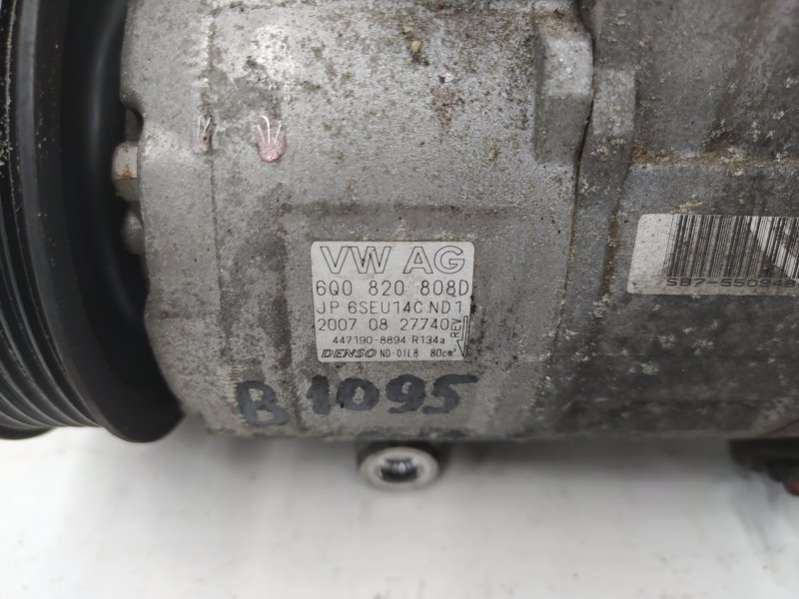 VW AG
6Q0 820 808D
JP 6SEU14C ND1
2007 08 27740
REV
447190-8894 R134a
DENSO ND-OIL8 80cm³
B1095